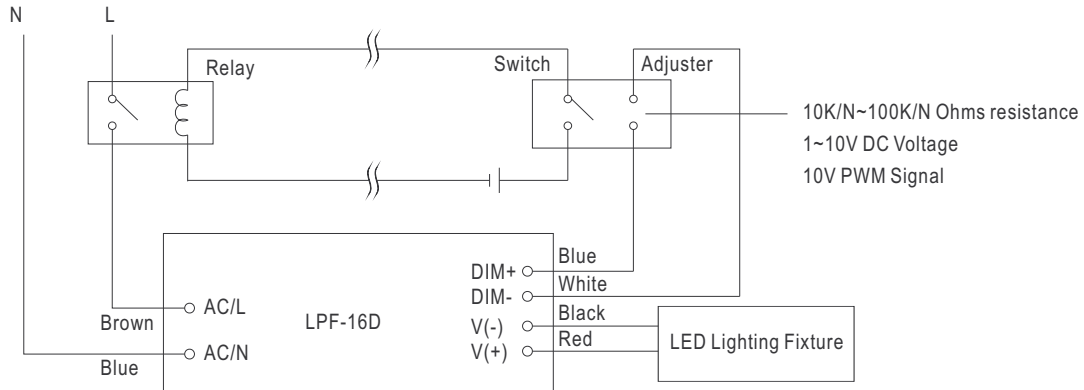 N
L
Relay
Switch
Adjuster
10K/N~100K/N Ohms resistance
1~10V DC Voltage
10V PWM Signal
Blue
DIM+
White
DIM-
Black
AC/L
LPF-16D
V(-)
Red
LED Lighting Fixture
Brown
V(+)
AC/N
Blue